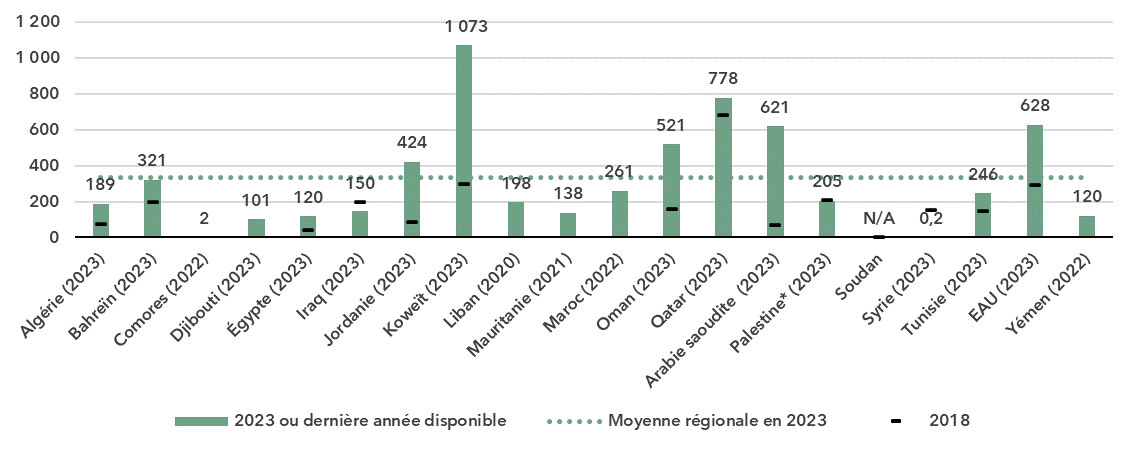 1 200
1 000
800
600
400
200
0
189
321
2
101
120
150
424
1 073
198
138
261
521
778
621
205
N/A
0,2
246
628
120
Algérie (2023)
Bahrein (2023)
Comores (2022)
Djibouti (2023)
Égypte (2023)
Iraq (2023)
Jordanie (2023)
Koweït (2023)
Liban (2020)
Mauritanie (2021)
Maroc (2022)
Oman (2023)
Qatar (2023)
Arabie saoudite (2023)
Palestine* (2023)
Soudan
Syrie (2023)
Tunisie (2023)
EAU (2023)
Yémen (2022)
2023 ou dernière année disponible
Moyenne régionale en 2023
2018